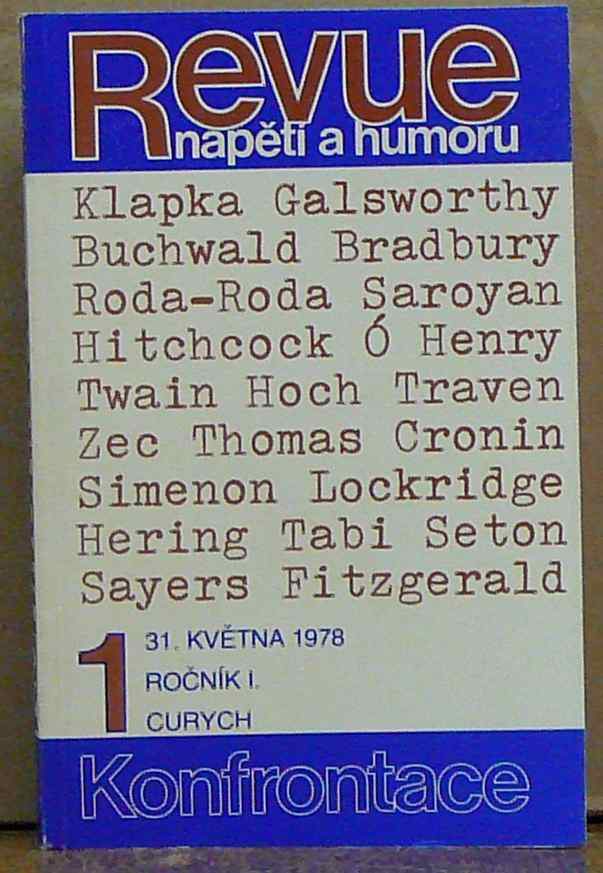 Revue
napětí a humoru
Klapka Galsworthy
Buchwald Bradbury
Roda-Roda Saroyan
Hitchcock Ó Henry
Twain Hoch Traven
Zec Thomas Cronin
Simenon Lockridge
Hering Tabi Seton
Sayers Fitzgerald
1
31. KVĚTNA 1978
ROČNÍK I.
CURYCH
Konfrontace